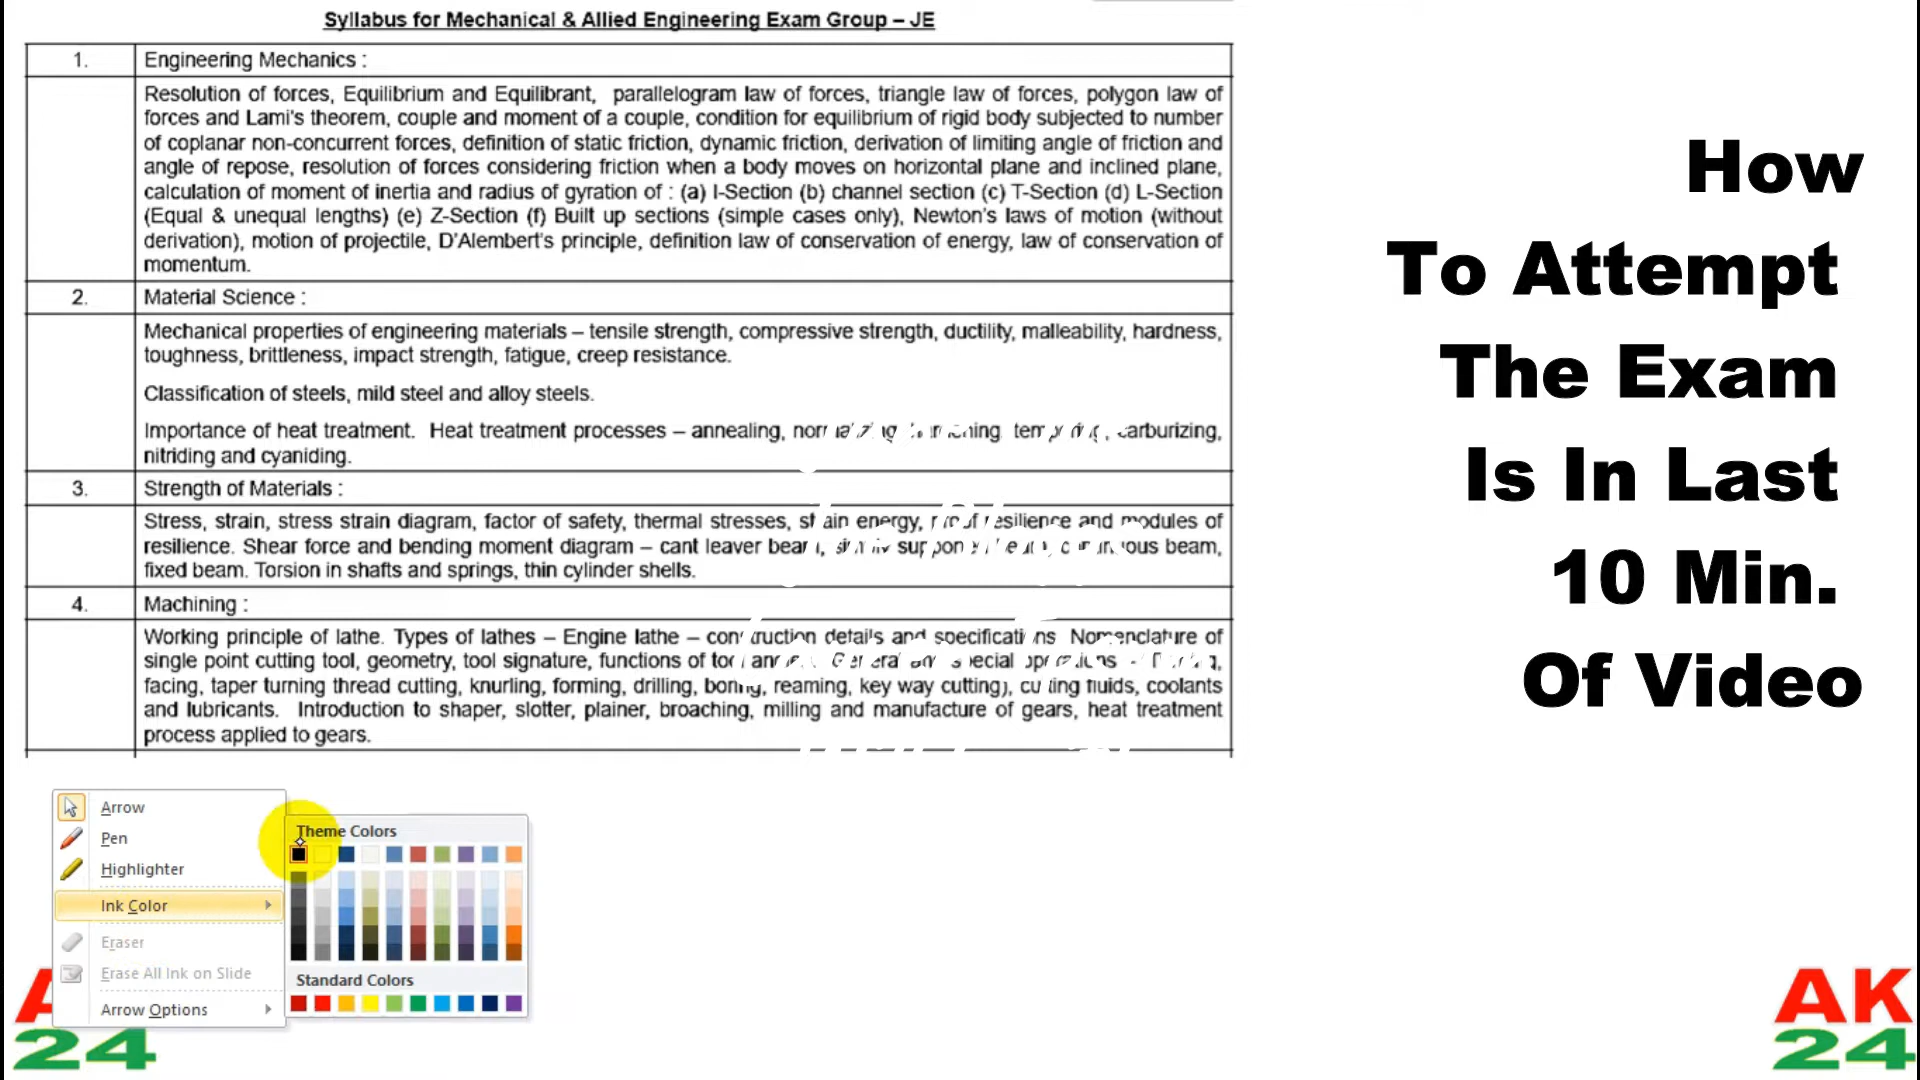 Syllabus for Mechanical & Allied Engineering Exam Group – JE
1. Engineering Mechanics :
Resolution of forces, Equilibrium and Equilibrant, parallelogram law of forces, triangle law of forces, polygon law of
forces and Lami's theorem, couple and moment of a couple, condition for equilibrium of rigid body subjected to number
of coplanar non-concurrent forces, definition of static friction, dynamic friction, derivation of limiting angle of friction and
angle of repose, resolution of forces considering friction when a body moves on horizontal plane and inclined plane,
calculation of moment of inertia and radius of gyration of : (a) I-Section (b) channel section (c) T-Section (d) L-Section
(Equal & unequal lengths) (e) Z-Section (f) Built up sections (simple cases only), Newton's laws of motion (without
derivation), motion of projectile, D'Alembert's principle, definition law of conservation of energy, law of conservation of
momentum.
2. Material Science :
Mechanical properties of engineering materials – tensile strength, compressive strength, ductility, malleability, hardness,
toughness, brittleness, impact strength, fatigue, creep resistance.
Classification of steels, mild steel and alloy steels.
Importance of heat treatment. Heat treatment processes – annealing, carburizing,
nitriding and cyaniding.
3. Strength of Materials :
Stress, strain, stress strain diagram, factor of safety, thermal stresses, strain energy, proof resilience and modules of
resilience. Shear force and bending moment diagram – cant leaver beam, beam,
fixed beam. Torsion in shafts and springs, thin cylinder shells.
4. Machining :
Working principle of lathe. Types of lathes – Engine lathe – construction details and specifications Nomenclature of
single point cutting tool, geometry, tool signature, functions of tool
facing, taper turning thread cutting, knurling, forming, drilling, boring, reaming, key way cutting), cutting fluids, coolants
and lubricants. Introduction to shaper, slotter, plainer, broaching, milling and manufacture of gears, heat treatment
process applied to gears.
How
To Attempt
The Exam
Is In Last
10 Min.
Of Video
Arrow
Pen
Highlighter
Ink Color
Eraser
Erase All Ink on Slide
Arrow Options
Theme Colors
Standard Colors
24
AK
24